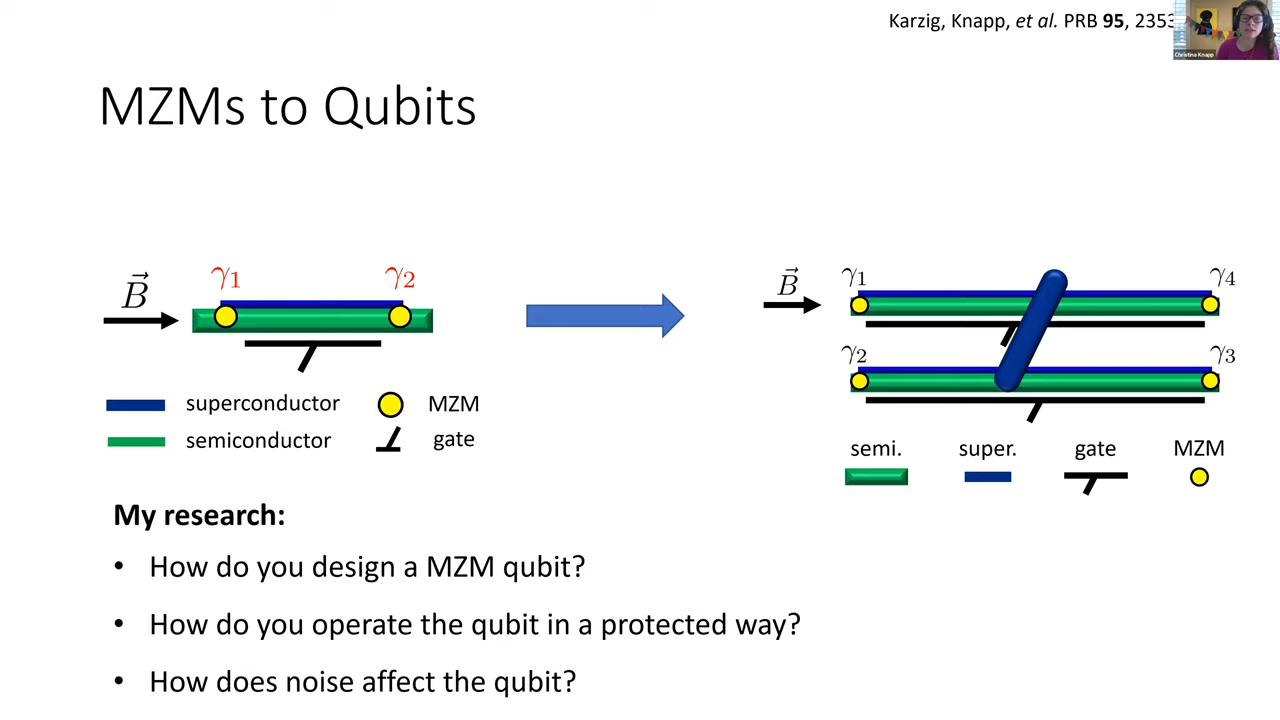 Karzig, Knapp, et al. PRB 95, 2353
Christina Knapp
MZMs to Qubits
B⃗
γ1
γ2
superconductor
MZM
semiconductor
gate
B⃗
γ1
γ4
γ2
γ3
semi.
super.
gate
MZM
My research:
• How do you design a MZM qubit?
• How do you operate the qubit in a protected way?
• How does noise affect the qubit?